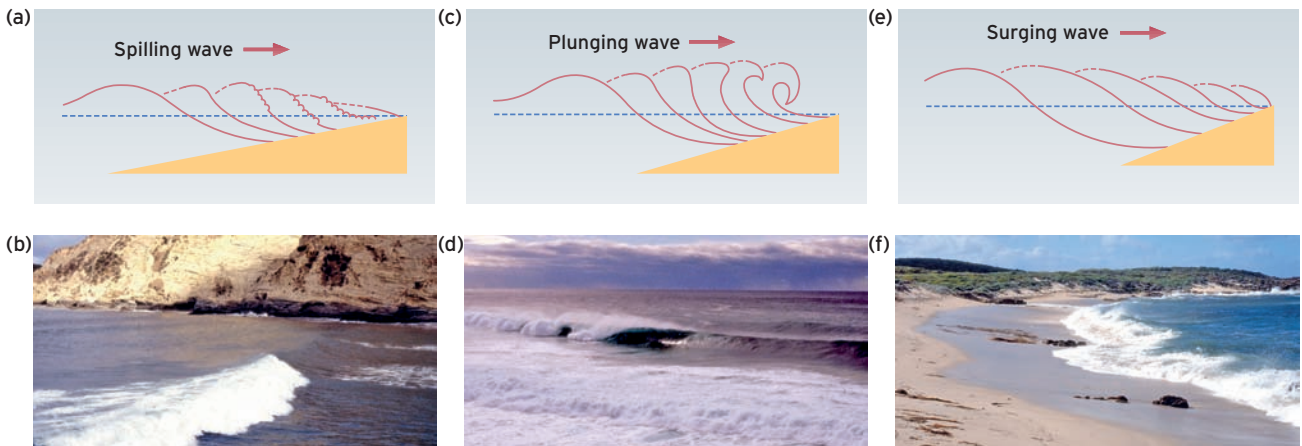 (a)
Spilling wave
(c)
Plunging wave
(e)
Surging wave
(b)
(d)
(f)